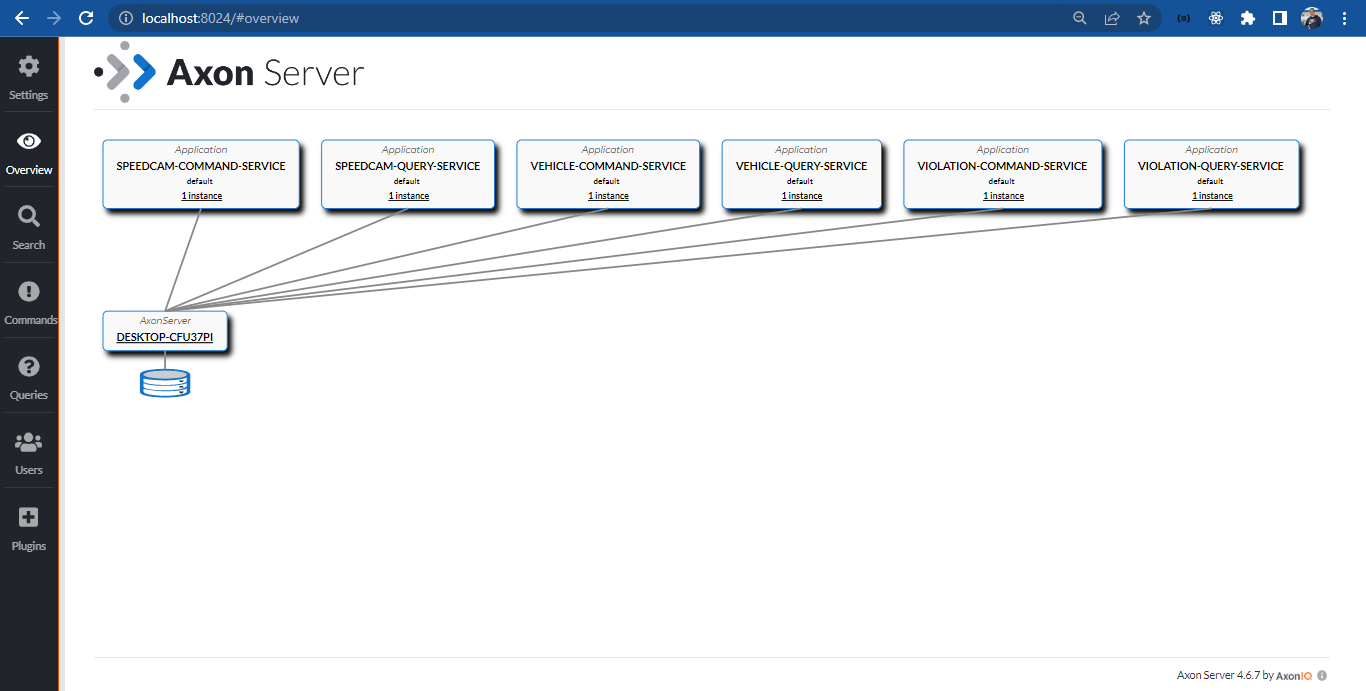 localhost:8024/#overview
Axon Server
Settings
Overview
Search
Commands
Queries
Users
Plugins
Application
SPEEDCAM-COMMAND-SERVICE
default
1 instance
Application
SPEEDCAM-QUERY-SERVICE
default
1 instance
Application
VEHICLE-COMMAND-SERVICE
default
1 instance
Application
VEHICLE-QUERY-SERVICE
default
1 instance
Application
VIOLATION-COMMAND-SERVICE
default
1 instance
Application
VIOLATION-QUERY-SERVICE
default
1 instance
AxonServer
DESKTOP-CFU37PI
Axon Server 4.6.7 by AxonIQ